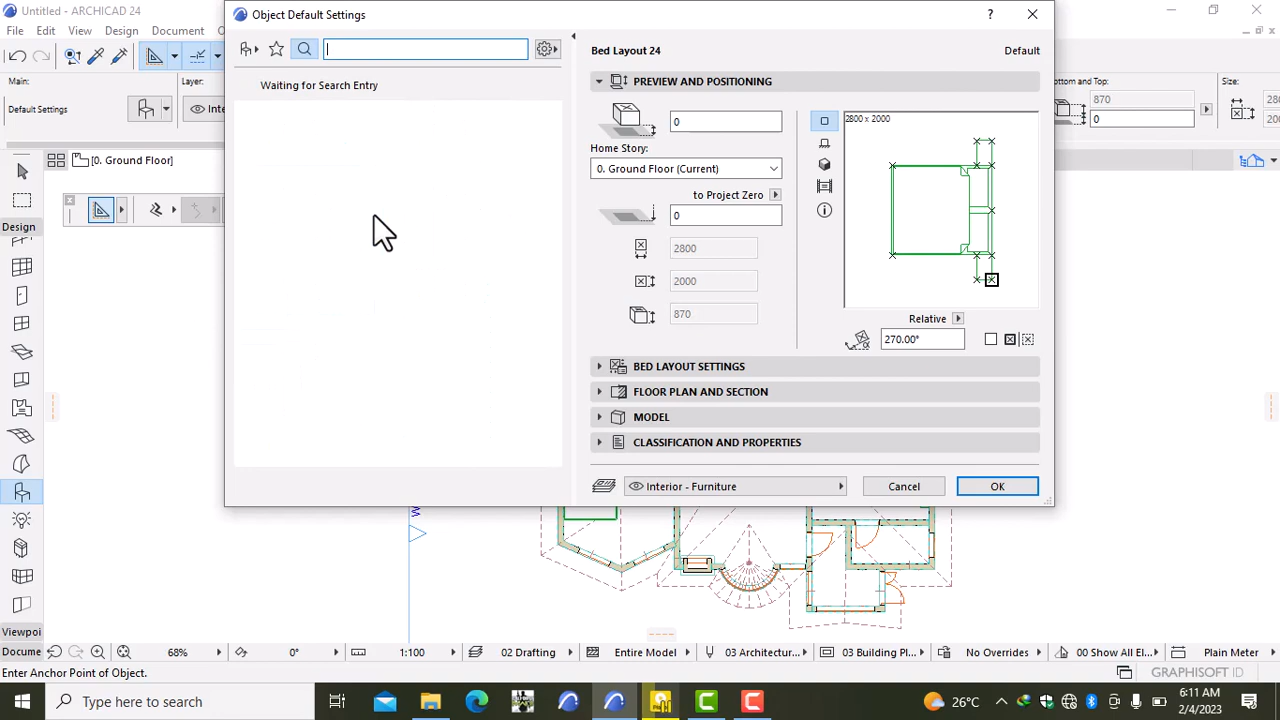 Untitled - ARCHICAD 24
File Edit View Design Document
Main:
Layer:
Default Settings
Inte
[0. Ground Floor]
Design
Viewpoi
Docume
Object Default Settings
?
Waiting for Search Entry
Bed Layout 24
Default
PREVIEW AND POSITIONING
0
Home Story:
0. Ground Floor (Current)
to Project Zero
0
2800
2000
870
2800 x 2000
Relative
270.00°
BED LAYOUT SETTINGS
FLOOR PLAN AND SECTION
MODEL
CLASSIFICATION AND PROPERTIES
Interior - Furniture
Cancel
OK
ottom and Top:
Size:
870
0
68%
0°
1:100
02 Drafting
Entire Model
03 Architectur...
03 Building Pl...
No Overrides
00 Show All El...
Plain Meter
Enter Anchor Point of Object.
GRAPHISOFT ID
Type here to search
26°C
6:11 AM
2/4/2023